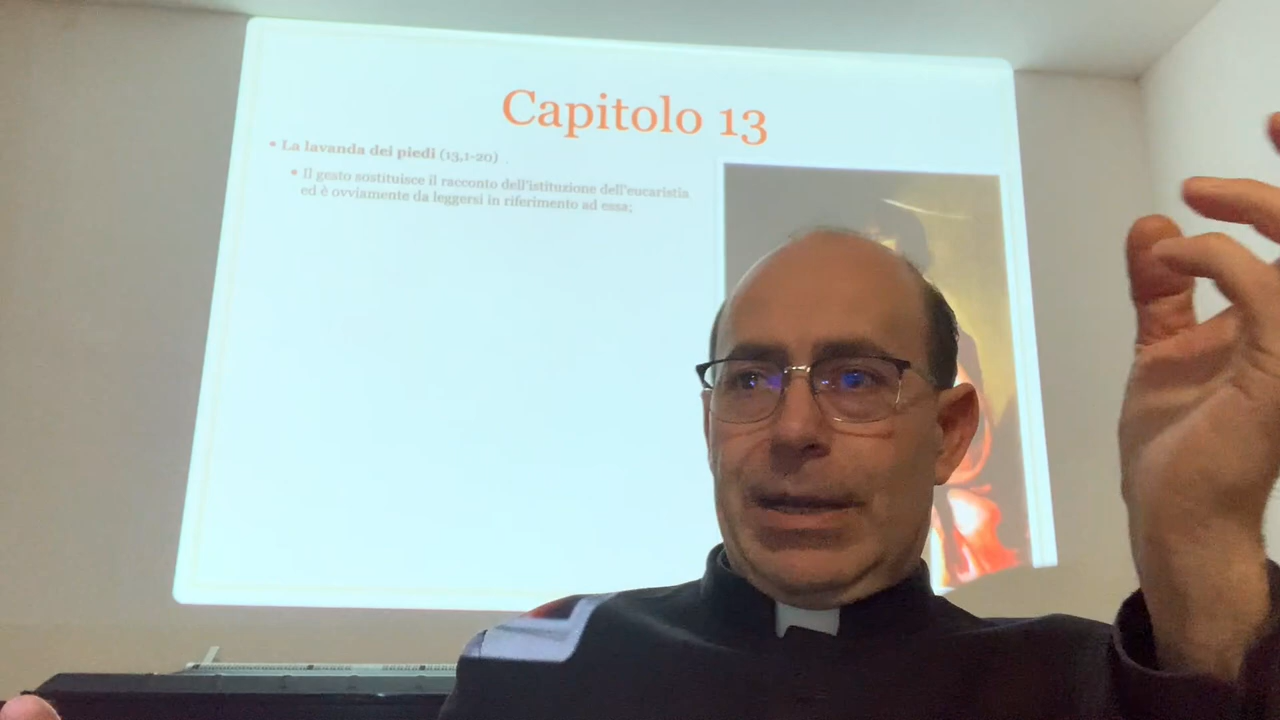 Capitolo 13
• La lavanda dei piedi (13,1-20)
• Il gesto sostituisce il racconto dell'istituzione dell'eucaristia
ed è ovviamente da leggersi in riferimento ad essa;